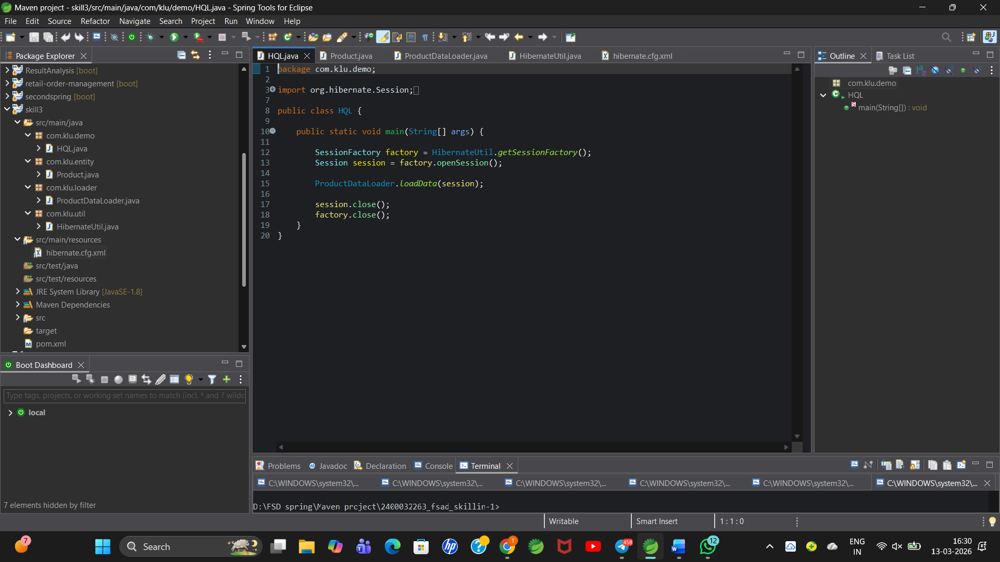 Maven project - skill3/src/main/java/com/klu/demo/HQL.java - Spring Tools for Eclipse
File Edit Source Refactor Navigate Search Project Run Window Help
Package Explorer
ResultAnalysis [boot]
retail-order-management [boot]
secondspring [boot]
skill3
src/main/java
com.klu.demo
HQL.java
com.klu.entity
Product.java
com.klu.loader
ProductDataLoader.java
com.klu.util
HibernateUtil.java
src/main/resources
hibernate.cfg.xml
src/test/java
src/test/resources
JRE System Library [JavaSE-1.8]
Maven Dependencies
src
target
pom.xml
Boot Dashboard
Type tags, projects, or working set names to match (incl. * and ? wildc
local
7 elements hidden by filter
HQL.java Product.java ProductDataLoader.java HibernateUtil.java hibernate.cfg.xml
1 package com.klu.demo;
2
3 import org.hibernate.Session;
7
8 public class HQL {
9
10 public static void main(String[] args) {
11
12 SessionFactory factory = HibernateUtil.getSessionFactory();
13 Session session = factory.openSession();
14
15 ProductDataLoader.loadData(session);
16
17 session.close();
18 factory.close();
19 }
20 }
Outline Task List
com.klu.demo
HQL
main(String[]) : void
Problems Javadoc Declaration Console Terminal
C:\WINDOWS\system32\... C:\WINDOWS\system32\... C:\WINDOWS\system32\... C:\WINDOWS\system32\... C:\WINDOWS\system32\... C:\WINDOWS\system32\...
D:\FSD spring\Maven project\2400032263_fsad_skillin-1>
Writable Smart Insert 1 : 1 : 0
7
Search
T
458
12
ENG
IN
16:30
13-03-2026